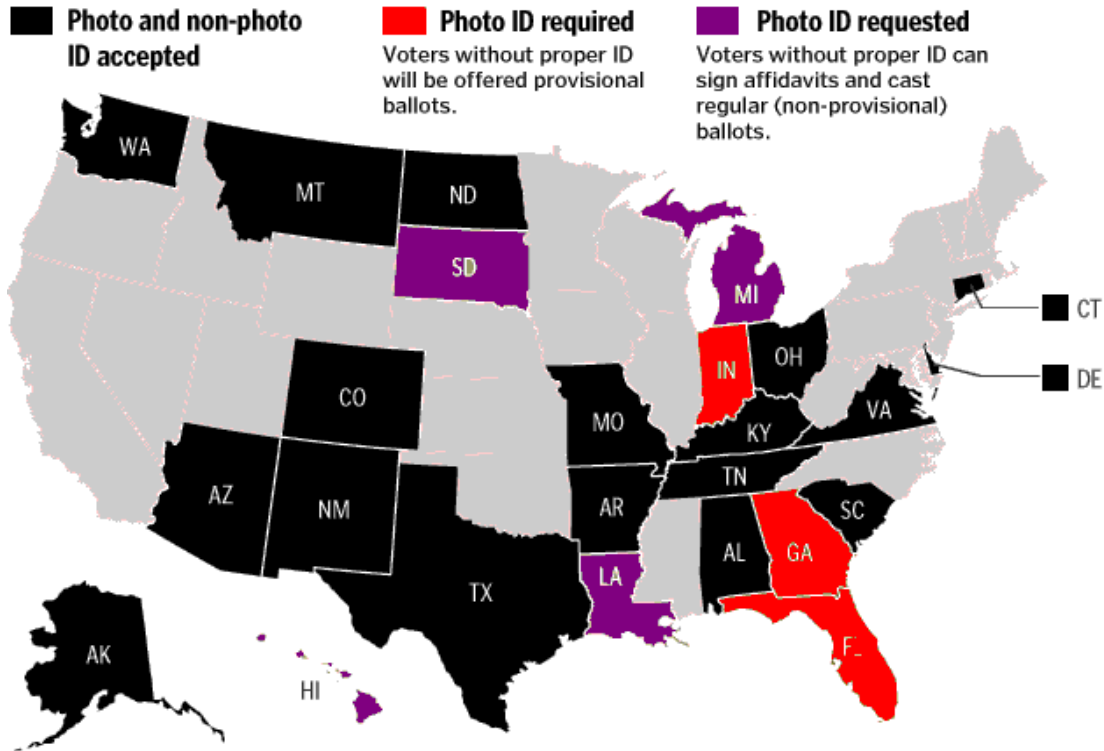 Photo and non-photo
ID accepted
Photo ID required
Voters without proper ID
will be offered provisional
ballots.
Photo ID requested
Voters without proper ID can
sign affidavits and cast
regular (non-provisional)
ballots.
WA
MT
ND
SD
MI
CT
IN
OH
DE
CO
MO
KY
VA
TN
AZ
NM
AR
SC
AL
GA
LA
TX
FL
AK
HI